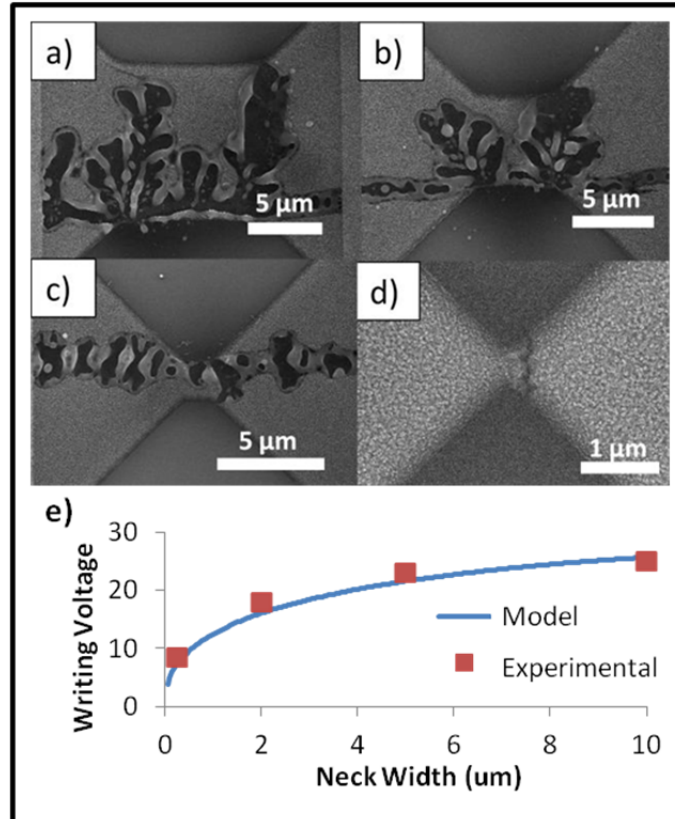 a)
b)
5 µm
5 µm
c)
d)
5 µm
1 µm
e)
30
20
10
0
Writing Voltage
Model
Experimental
0 2 4 6 8 10
Neck Width (um)